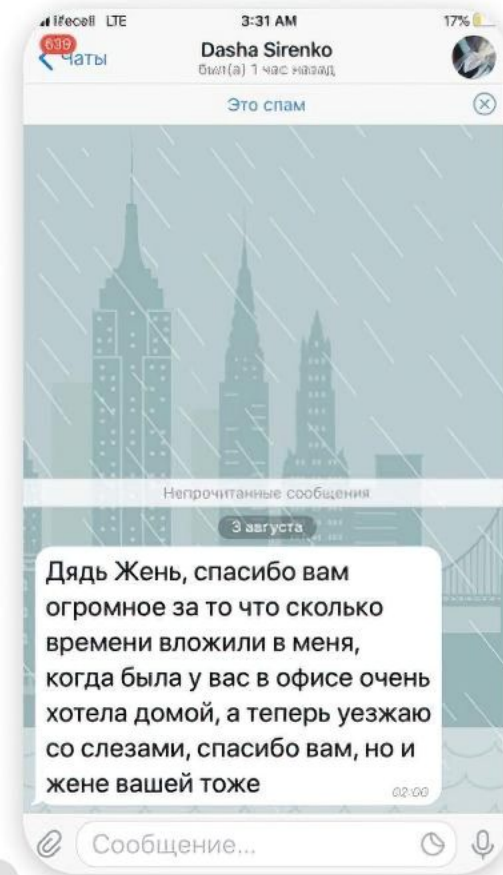 lifecell LTE 3:31 AM 17%
639
Чаты Dasha Sirenko
был(а) 1 час назад
Это спам
Непрочитанные сообщения
3 августа
Дядь Жень, спасибо вам
огромное за то что сколько
времени вложили в меня,
когда была у вас в офисе очень
хотела домой, а теперь уезжаю
со слезами, спасибо вам, но и
жене вашей тоже
02:00
Сообщение...